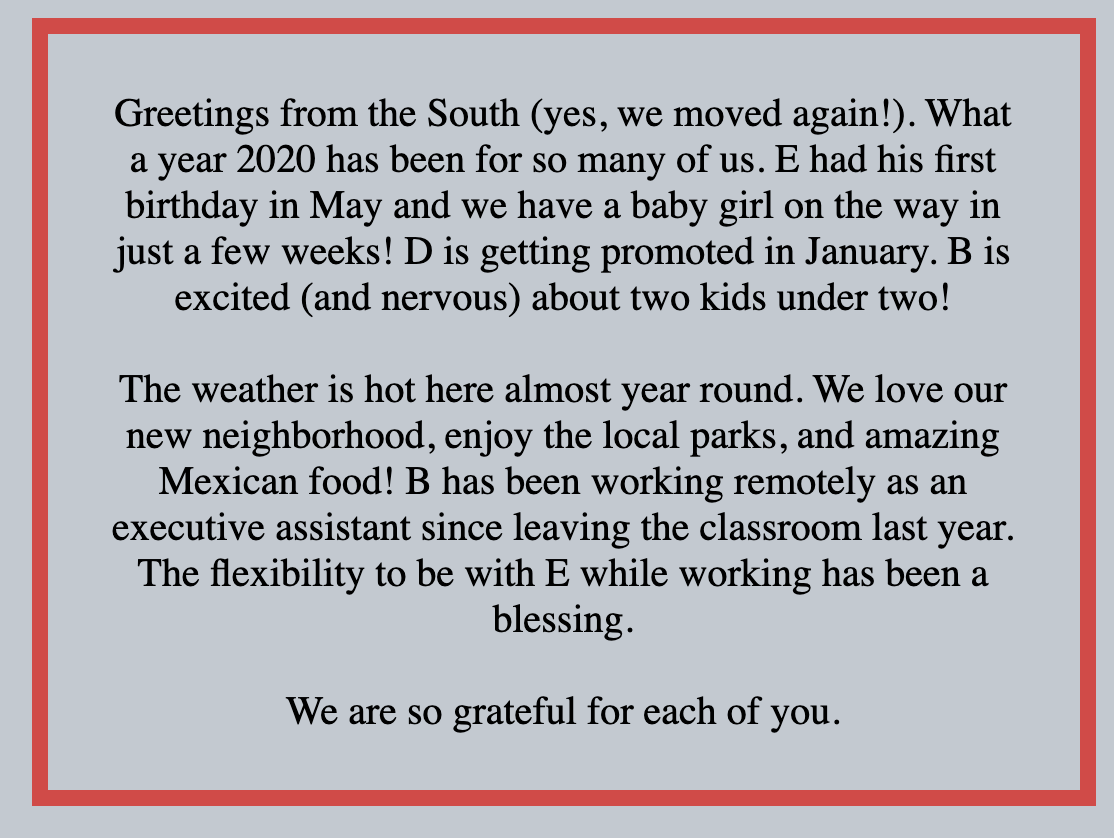 Greetings from the South (yes, we moved again!). What
a year 2020 has been for so many of us. E had his first
birthday in May and we have a baby girl on the way in
just a few weeks! D is getting promoted in January. B is
excited (and nervous) about two kids under two!
The weather is hot here almost year round. We love our
new neighborhood, enjoy the local parks, and amazing
Mexican food! B has been working remotely as an
executive assistant since leaving the classroom last year.
The flexibility to be with E while working has been a
blessing.
We are so grateful for each of you.